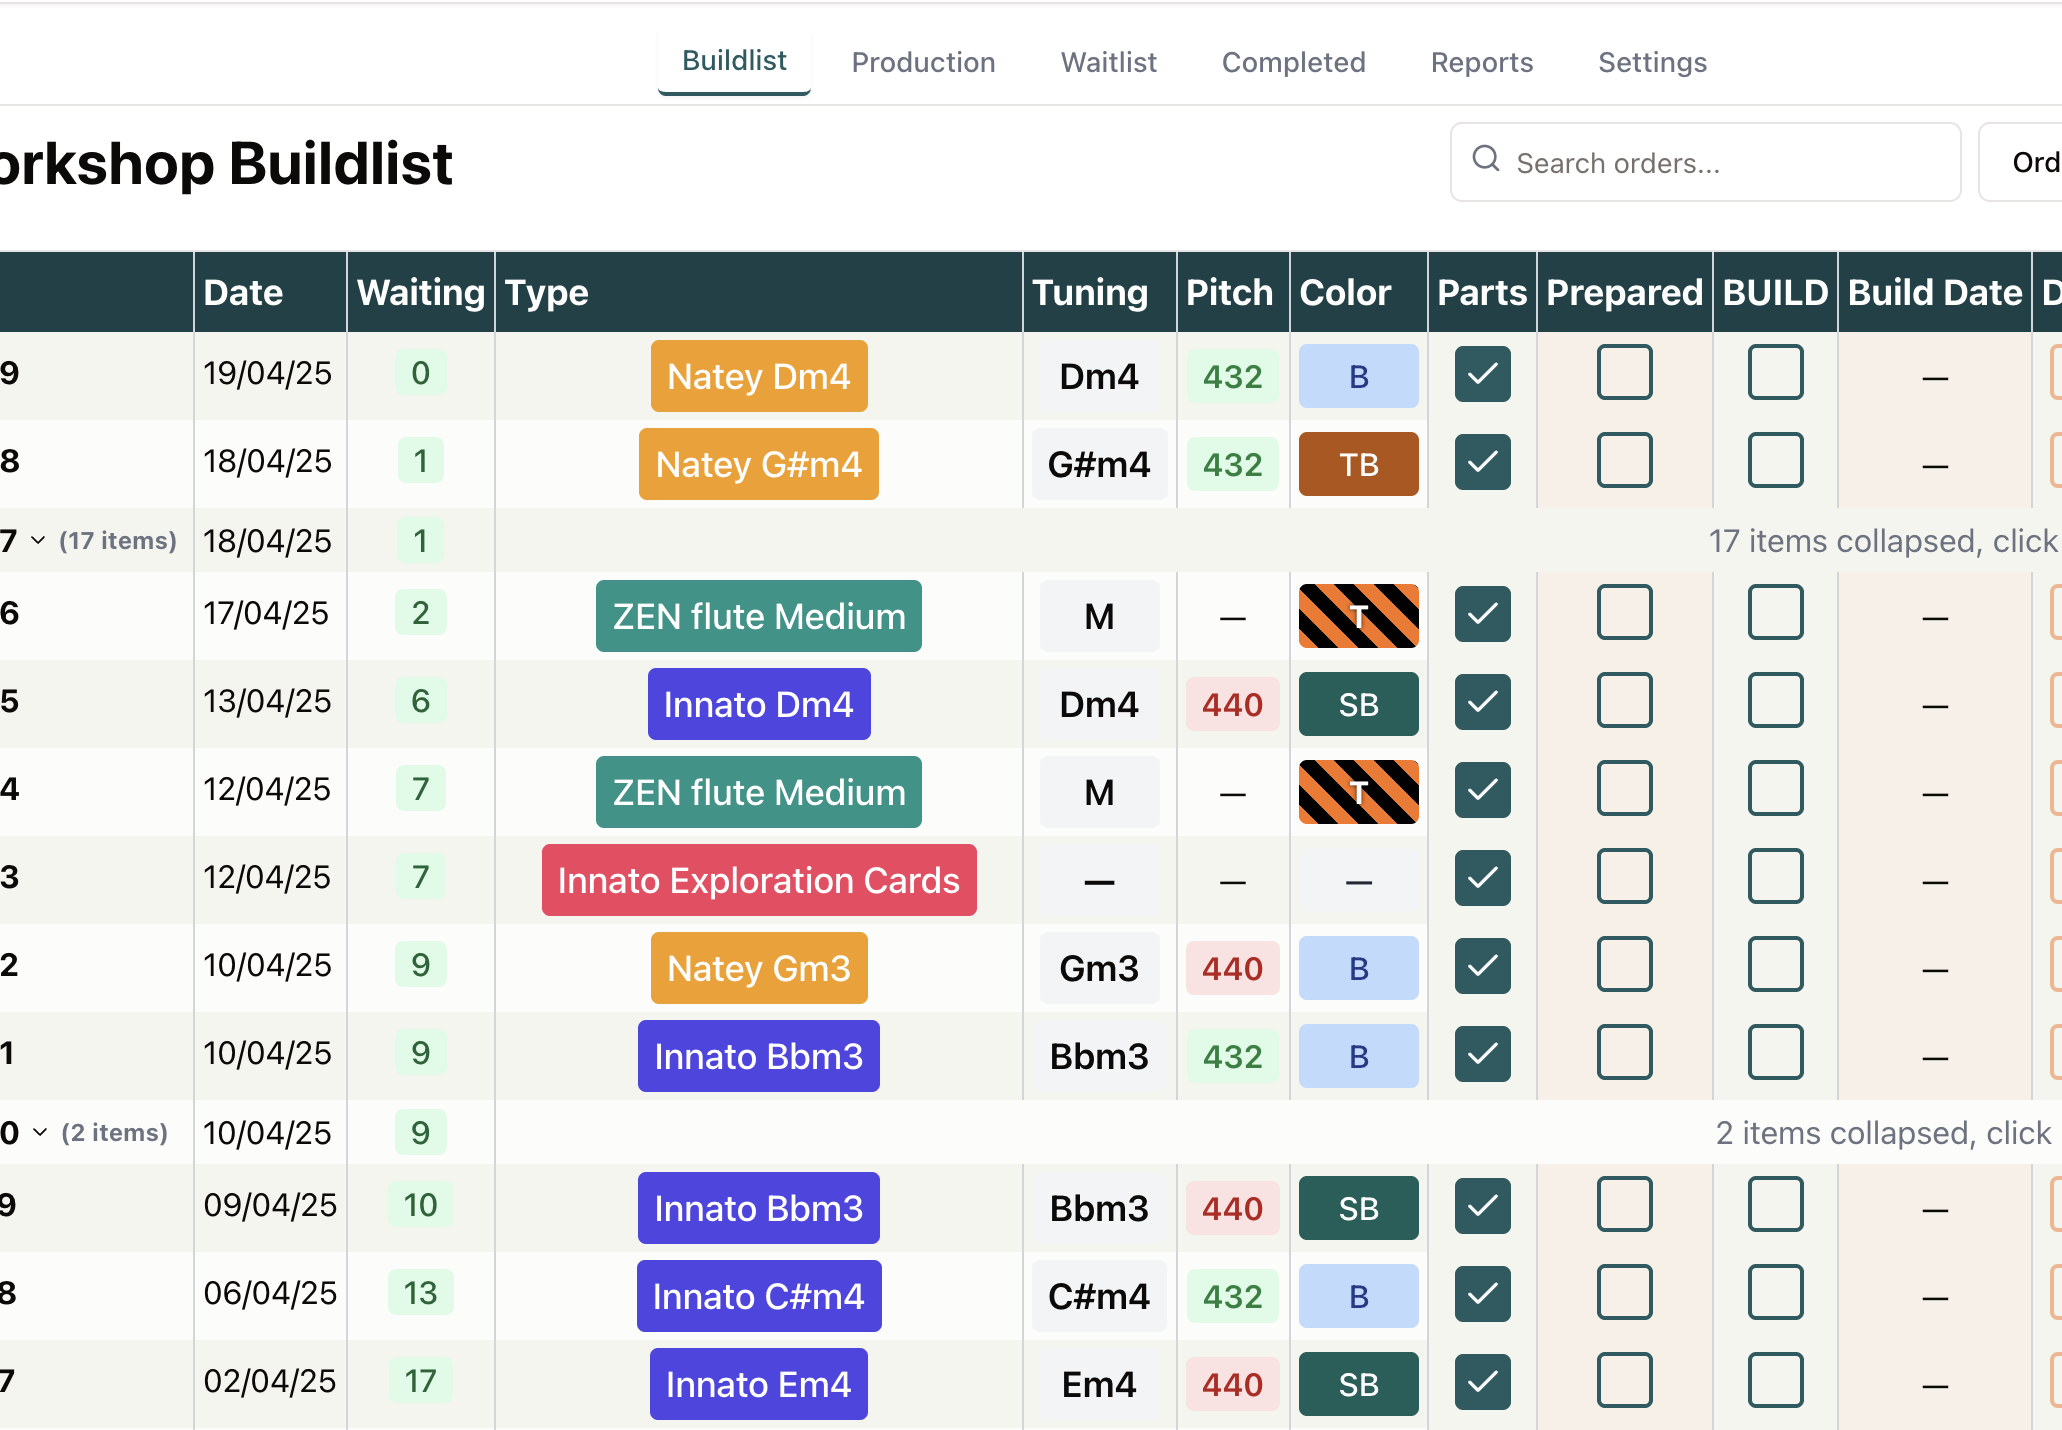 Buildlist Production Waitlist Completed Reports Settings
orkshop Buildlist Search orders... Ord
Date Waiting Type Tuning Pitch Color Parts Prepared BUILD Build Date D
9 19/04/25 0 Natey Dm4 Dm4 432 B —
8 18/04/25 1 Natey G#m4 G#m4 432 TB —
7 (17 items) 18/04/25 1 17 items collapsed, click
6 17/04/25 2 ZEN flute Medium M — T —
5 13/04/25 6 Innato Dm4 Dm4 440 SB —
4 12/04/25 7 ZEN flute Medium M — T —
3 12/04/25 7 Innato Exploration Cards — — — —
2 10/04/25 9 Natey Gm3 Gm3 440 B —
1 10/04/25 9 Innato Bbm3 Bbm3 432 B —
0 (2 items) 10/04/25 9 2 items collapsed, click
9 09/04/25 10 Innato Bbm3 Bbm3 440 SB —
8 06/04/25 13 Innato C#m4 C#m4 432 B —
7 02/04/25 17 Innato Em4 Em4 440 SB —